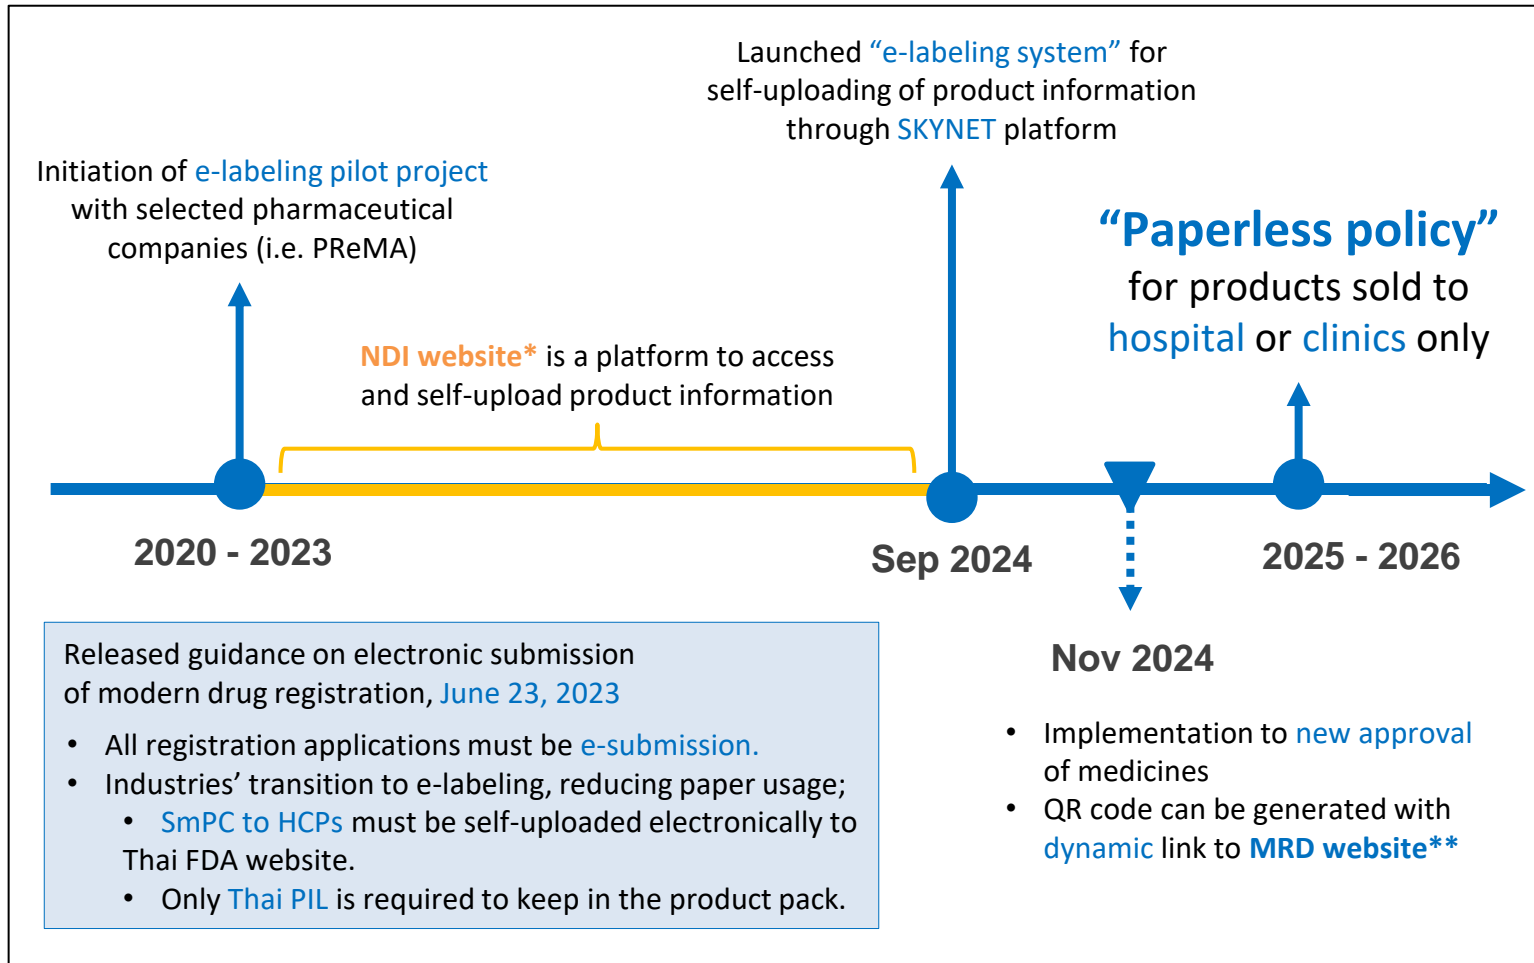 Launched “e-labeling system” for
self-uploading of product information
through SKYNET platform
Initiation of e-labeling pilot project
with selected pharmaceutical
companies (i.e. PReMA)
“Paperless policy”
for products sold to
hospital or clinics only
NDI website* is a platform to access
and self-upload product information
2020 - 2023
Sep 2024
2025 - 2026
Nov 2024
Released guidance on electronic submission
of modern drug registration, June 23, 2023
• All registration applications must be e-submission.
• Industries’ transition to e-labeling, reducing paper usage;
• SmPC to HCPs must be self-uploaded electronically to
Thai FDA website.
• Only Thai PIL is required to keep in the product pack.
• Implementation to new approval
of medicines
• QR code can be generated with
dynamic link to MRD website**